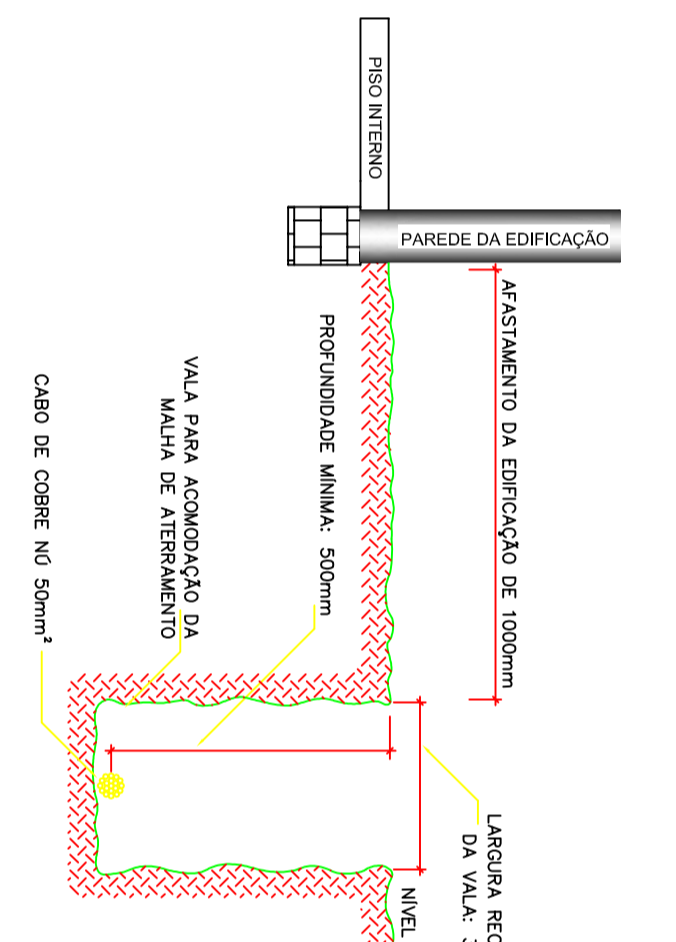 PISO INTERNO
PAREDE DA EDIFICAÇÃO
AFASTAMENTO DA EDIFICAÇÃO DE 1000mm
PROFUNDIDADE MÍNIMA: 500mm
VALA PARA ACOMODAÇÃO DA
MALHA DE ATERRAMENTO
CABO DE COBRE NÚ 50mm²
LARGURA
DA VALA:
NÍVEL